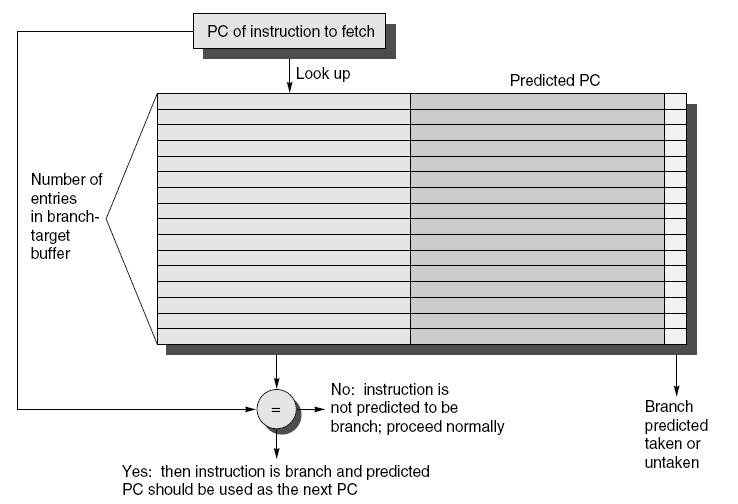 PC of instruction to fetch
Look up
Predicted PC
Number of
entries
in branch-
target
buffer
=
No: instruction is
not predicted to be
branch; proceed normally
Branch
predicted
taken or
untaken
Yes: then instruction is branch and predicted
PC should be used as the next PC